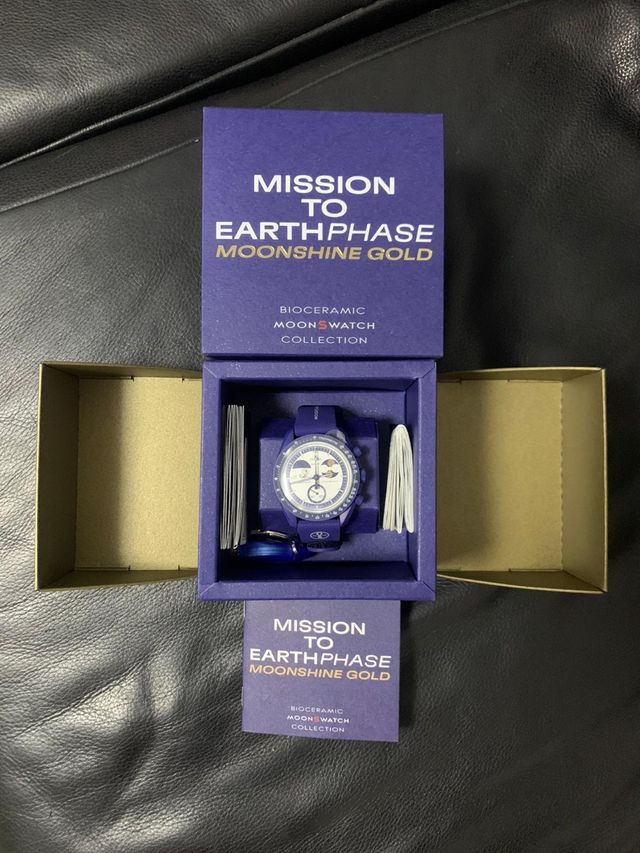 MISSION
TO
EARTHPHASE
MOONSHINE GOLD
BIOCERAMIC
MOONSWATCH
COLLECTION
MISSION
TO
EARTHPHASE
MOONSHINE GOLD
BIOCERAMIC
MOONSWATCH
COLLECTION